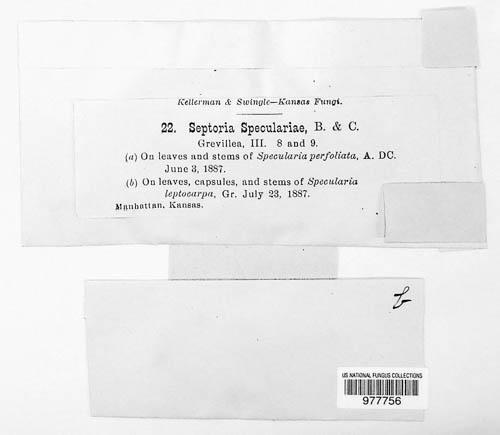 Kellerman & Swingle—Kansas Fungi.
22. Septoria Speculariae, B. & C.
Grevillea, III. 8 and 9.
(a) On leaves and stems of Specularia perfoliata, A. DC.
June 3, 1887.
(b) On leaves, capsules, and stems of Specularia
leptocarpa, Gr. July 23, 1887.
Manhattan, Kansas.
b
US NATIONAL FUNGUS COLLECTIONS
977756